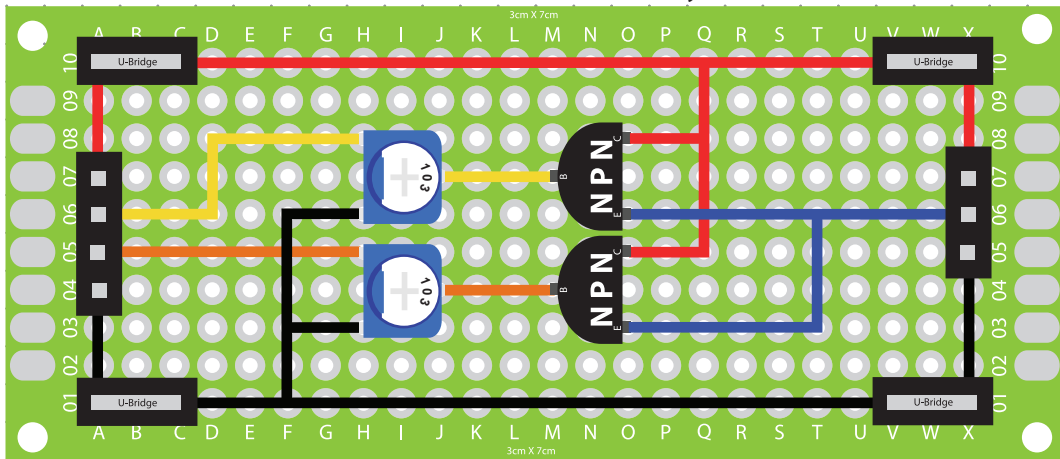 3cm X 7cm
A B C D E F G H I J K L M N O P Q R S T U V W X
10 U-Bridge U-Bridge 10
09 09
08 C 08
07 103 B NPN 07
06 E 06
05 C 05
04 103 B NPN 04
03 E 03
02 02
01 U-Bridge U-Bridge 01
A B C D E F G H I J K L M N O P Q R S T U V W X
3cm X 7cm